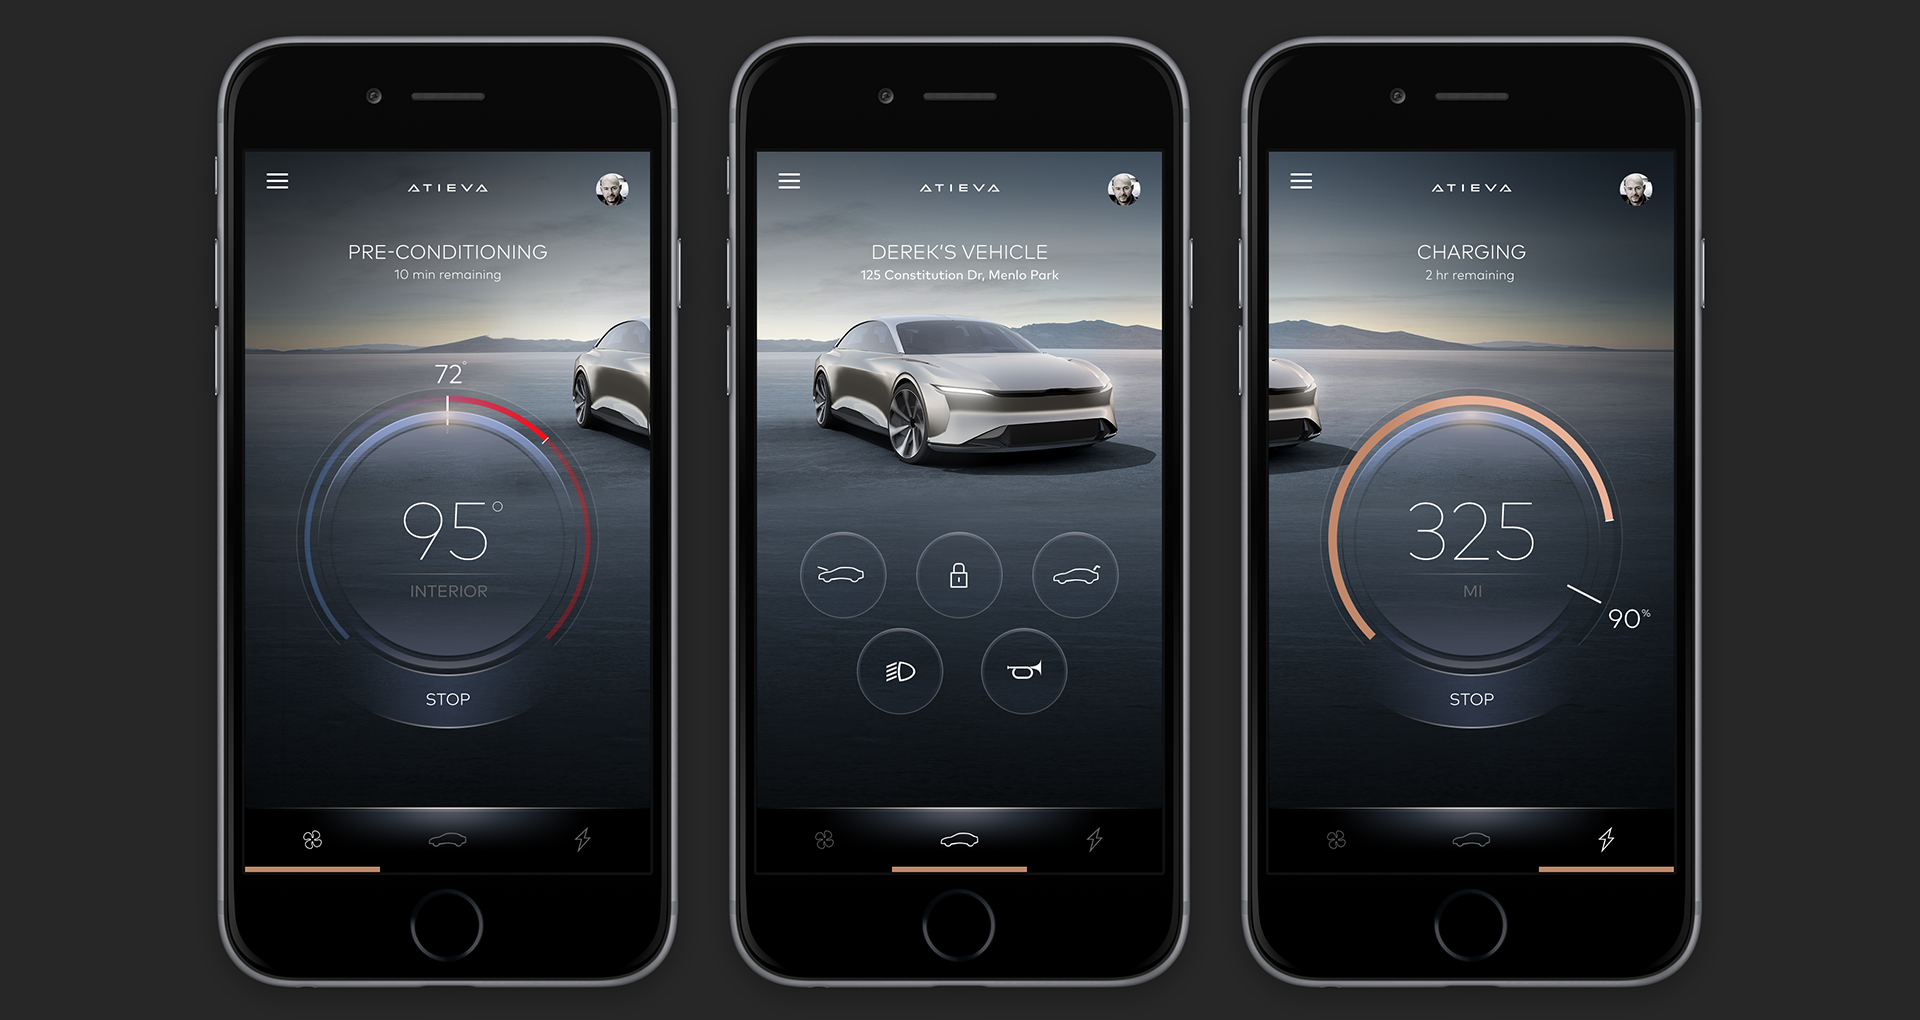 ATIEVA
PRE-CONDITIONING
10 min remaining
72°
95°
INTERIOR
STOP
ATIEVA
DEREK'S VEHICLE
125 Constitution Dr, Menlo Park
ATIEVA
CHARGING
2 hr remaining
325
MI
90%
STOP